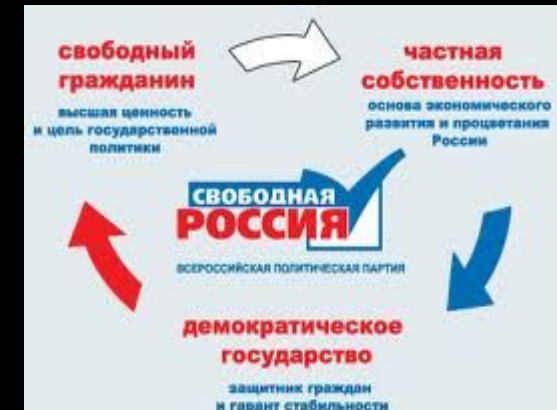 свободный
гражданин
высшая ценность
и цель государственной
политики
частная
собственность
основа экономического
развития и процветания
России
СВОБОДНАЯ
РОССИЯ
ВСЕРОССИЙСКАЯ ПОЛИТИЧЕСКАЯ ПАРТИЯ
демократическое
государство
защитник граждан
и гарант стабильности